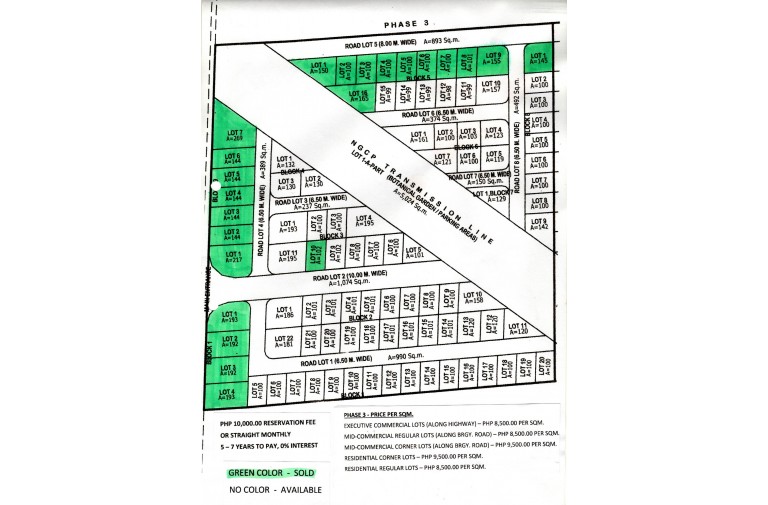 PHASE 3
ROAD LOT 5 (8.00 M. WIDE) A=893 Sq.m.
LOT 1
A=150
LOT 2
A=100
LOT 3
A=100
LOT 4
A=100
LOT 5
A=100
LOT 6
A=100
LOT 7
A=100
LOT 8
A=101
LOT 9
A=155
BLOCK 5
LOT 16
A=165
LOT 15
A=99
LOT 14
A=99
LOT 13
A=99
LOT 12
A=98
LOT 11
A=99
LOT 10
A=157
ROAD LOT 6 (6.50 M. WIDE)
A=374 Sq.m.
LOT 1
A=161
LOT 2
A=100
LOT 3
A=103
LOT 4
A=123
BLOCK 6
LOT 7
A=121
LOT 6
A=100
LOT 5
A=119
ROAD LOT 7 (6.50 M. WIDE)
A=150 Sq.m.
LOT 1, BLOCK 7
A=129
ROAD LOT 8 (6.50 M. WIDE) A=492 Sq.m.
LOT 1
A=145
LOT 2
A=100
LOT 3
A=100
LOT 4
A=100
LOT 5
A=100
LOT 6
A=100
LOT 7
A=100
LOT 8
A=100
LOT 9
A=142
BLOCK 8
NGCP TRANSMISSION LINE
LOT 1-A-PART (BOTANICAL GARDEN / PARKING AREAS)
A=5,024 Sq.m.
LOT 7
A=269
LOT 6
A=144
LOT 5
A=144
BLO
LOT 4
A=144
LOT 3
A=144
LOT 2
A=144
LOT 1
A=217
ROAD LOT 4 (6.50 M. WIDE) A=389 Sq.m.
LOT 1
A=132
BLOCK 4
LOT 3
A=130
LOT 2
A=130
ROAD LOT 3 (6.50 M. WIDE)
A=237 Sq.m.
LOT 1
A=193
LOT 2
A=100
LOT 3
A=100
LOT 4
A=195
BLOCK 3
LOT 11
A=195
LOT 10
A=102
LOT 9
A=102
LOT 8
A=100
LOT 7
A=100
LOT 6
A=100
LOT 5
A=101
ROAD LOT 2 (10.00 M. WIDE)
A=1,074 Sq.m.
MAIN ENTRANCE
LOT 1
A=186
LOT 2
A=101
LOT 3
A=101
LOT 4
A=101
LOT 5
A=101
LOT 6
A=100
LOT 7
A=100
LOT 8
A=100
LOT 9
A=100
LOT 10
A=158
BLOCK 2
LOT 22
A=181
LOT 21
A=100
LOT 20
A=100
LOT 19
A=100
LOT 18
A=100
LOT 17
A=101
LOT 16
A=101
LOT 15
A=101
LOT 14
A=118
LOT 13
A=120
LOT 12
A=120
LOT 11
A=120
ROAD LOT 1 (6.50 M. WIDE) A=990 Sq.m.
LOT 1
A=193
LOT 2
A=192
BLOCK 1
LOT 3
A=192
LOT 4
A=193
LOT 5
A=100
LOT 6
A=100
LOT 7
A=100
LOT 8
A=100
LOT 9
A=100
LOT 10
A=100
LOT 11
A=100
LOT 12
A=100
LOT 13
A=100
LOT 14
A=100
LOT 15
A=100
LOT 16
A=100
LOT 17
A=100
LOT 18
A=100
LOT 19
A=100
LOT 20
A=100
BLOCK 1
PHP 10,000.00 RESERVATION FEE
OR STRAIGHT MONTHLY
5 – 7 YEARS TO PAY, 0% INTEREST
GREEN COLOR - SOLD
NO COLOR - AVAILABLE
PHASE 3 - PRICE PER SQM.
EXECUTIVE COMMERCIAL LOTS (ALONG HIGHWAY) – PHP 8,500.00 PER SQM.
MID-COMMERCIAL REGULAR LOTS (ALONG BRGY. ROAD) – PHP 8,500.00 PER SQM.
MID-COMMERCIAL CORNER LOTS (ALONG BRGY. ROAD) – PHP 9,500.00 PER SQM.
RESIDENTIAL CORNER LOTS – PHP 9,500.00 PER SQM.
RESIDENTIAL REGULAR LOTS – PHP 8,500.00 PER SQM.